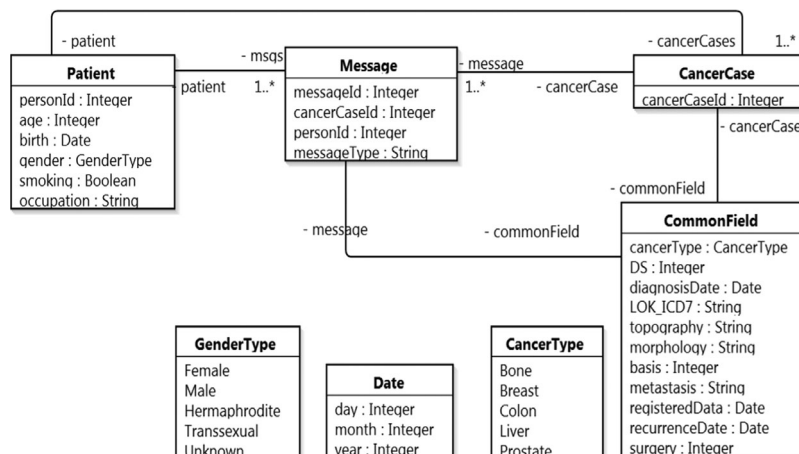 - patient
- cancerCases 1..*
Patient
personId : Integer
age : Integer
birth : Date
gender : GenderType
smoking : Boolean
occupation : String
- msgs
patient 1..*
Message
messageId : Integer
cancerCaseId : Integer
personId : Integer
messageType : String
- message
1..* - cancerCase
CancerCase
cancerCaseId : Integer
- cancerCase
- commonField
- message - commonField
CommonField
cancerType : CancerType
DS : Integer
diagnosisDate : Date
LOK_ICD7 : String
topography : String
morphology : String
basis : Integer
metastasis : String
registeredData : Date
recurrenceDate : Date
surgery : Integer
GenderType
Female
Male
Hermaphrodite
Transsexual
Unknown
Date
day : Integer
month : Integer
year : Integer
CancerType
Bone
Breast
Colon
Liver
Prostate